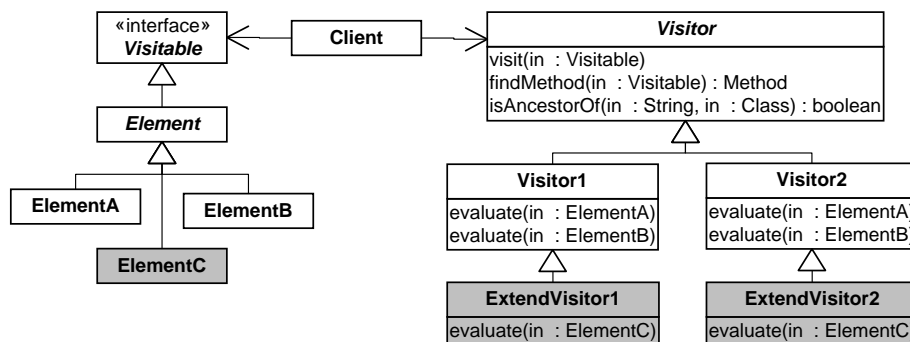 «interface»
Visitable
Client
Visitor
visit(in : Visitable)
findMethod(in : Visitable) : Method
isAncestorOf(in : String, in : Class) : boolean
Element
ElementA
ElementB
ElementC
Visitor1
evaluate(in : ElementA)
evaluate(in : ElementB)
Visitor2
evaluate(in : ElementA)
evaluate(in : ElementB)
ExtendVisitor1
evaluate(in : ElementC)
ExtendVisitor2
evaluate(in : ElementC